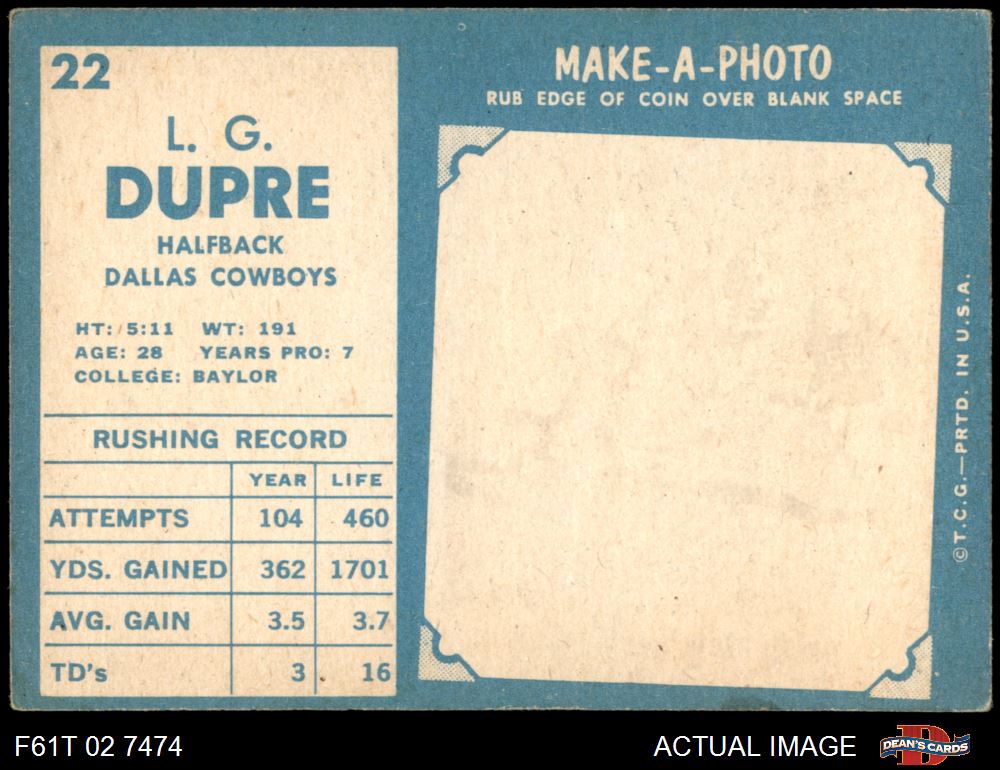 22
L. G.
DUPRE
HALFBACK
DALLAS COWBOYS
HT: 5:11 WT: 191
AGE: 28 YEARS PRO: 7
COLLEGE: BAYLOR
RUSHING RECORD
YEAR LIFE
ATTEMPTS 104 460
YDS. GAINED 362 1701
AVG. GAIN 3.5 3.7
TD's 3 16
MAKE-A-PHOTO
RUB EDGE OF COIN OVER BLANK SPACE
© T.C.G.—PRTD. IN U.S.A.
F61T 02 7474
ACTUAL IMAGE
D
DEAN'S CARDS